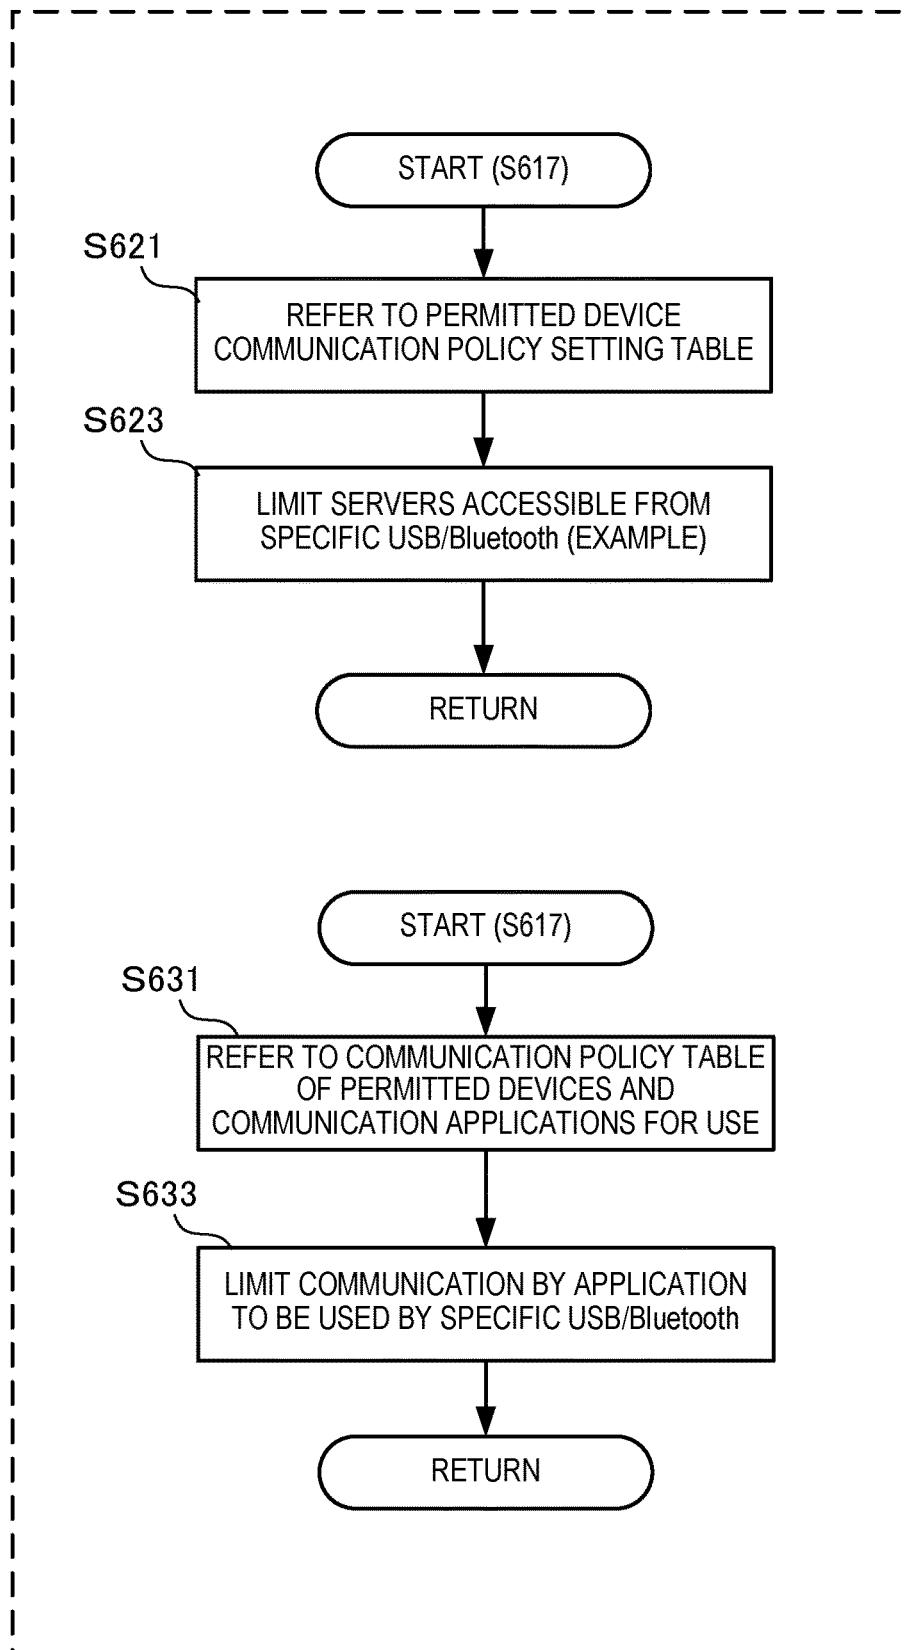 START (S617)
S621
REFER TO PERMITTED DEVICE
COMMUNICATION POLICY SETTING TABLE
S623
LIMIT SERVERS ACCESSIBLE FROM
SPECIFIC USB/Bluetooth (EXAMPLE)
RETURN
START (S617)
S631
REFER TO COMMUNICATION POLICY TABLE
OF PERMITTED DEVICES AND
COMMUNICATION APPLICATIONS FOR USE
S633
LIMIT COMMUNICATION BY APPLICATION
TO BE USED BY SPECIFIC USB/Bluetooth
RETURN